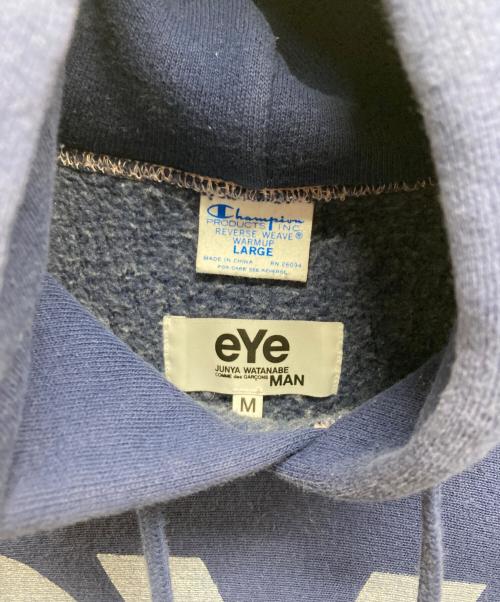 Champion
PRODUCTS INC.
REVERSE WEAVE®
WARMUP
LARGE
MADE IN CHINA RN 26094
FOR CARE SEE REVERSE
eYe
JUNYA WATANABE
COMME des GARÇONS MAN
M